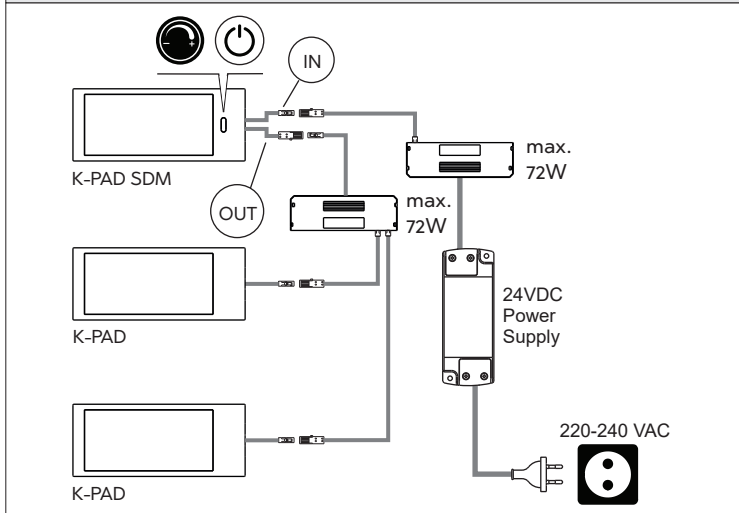 IN
K-PAD SDM
max.
72W
OUT
max.
72W
K-PAD
24VDC
Power
Supply
220-240 VAC
K-PAD